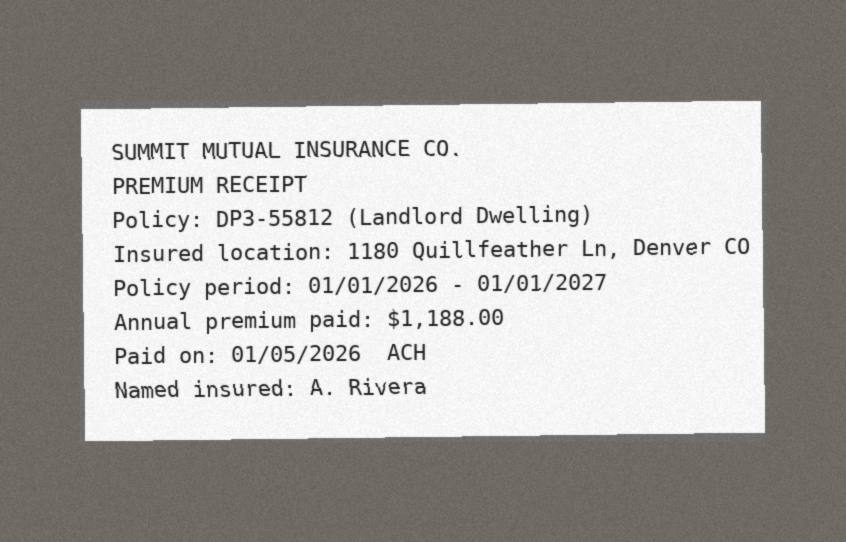 SUMMIT MUTUAL INSURANCE CO.
PREMIUM RECEIPT
Policy: DP3-55812 (Landlord Dwelling)
Insured location: 1180 Quillfeather Ln, Denver CO
Policy period: 01/01/2026 - 01/01/2027
Annual premium paid: $1,188.00
Paid on: 01/05/2026  ACH
Named insured: A. Rivera